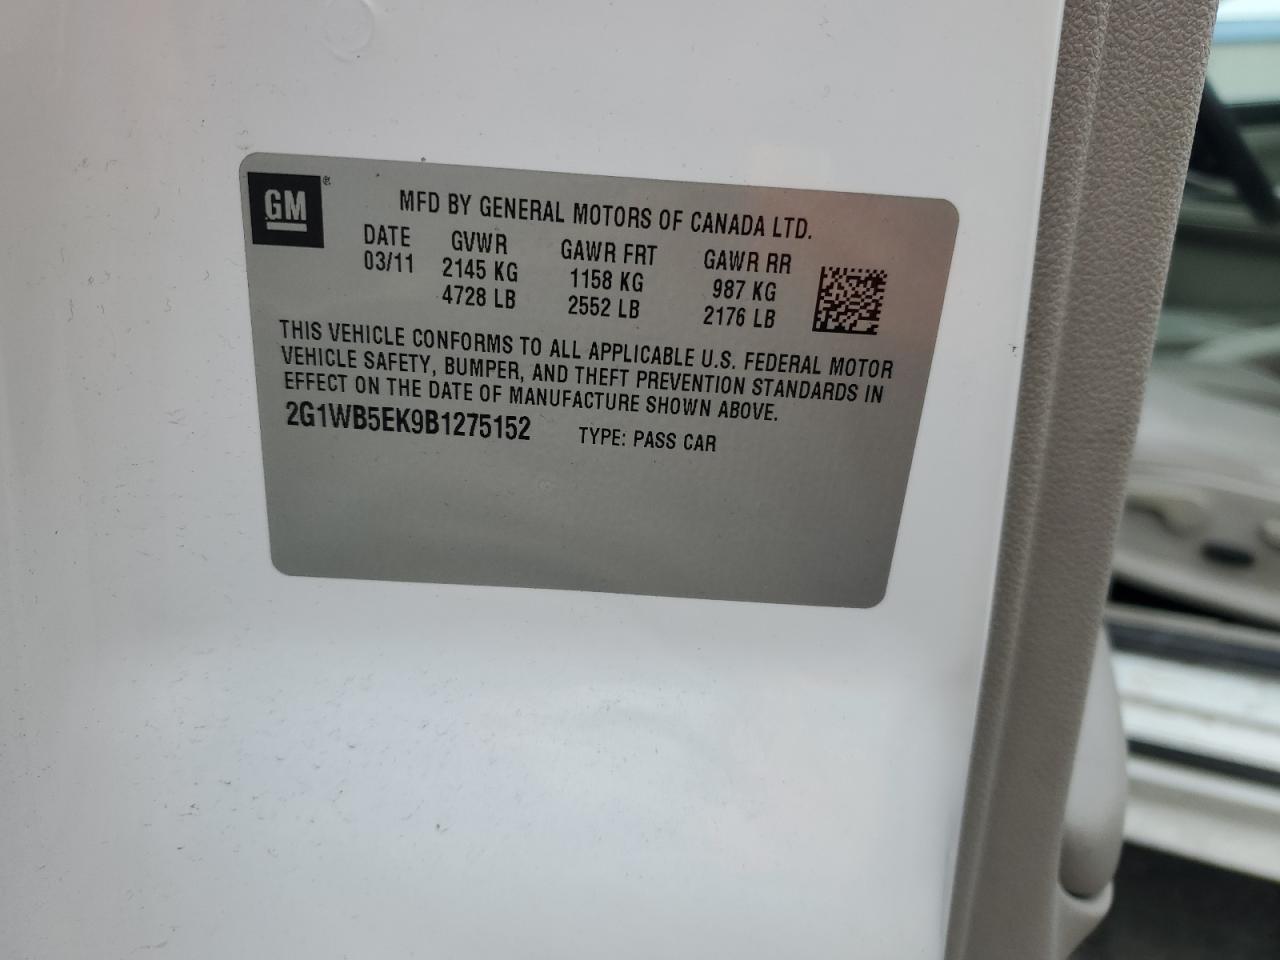 GM®
MFD BY GENERAL MOTORS OF CANADA LTD.
DATE GVWR GAWR FRT GAWR RR
03/11 2145 KG 1158 KG 987 KG
4728 LB 2552 LB 2176 LB
THIS VEHICLE CONFORMS TO ALL APPLICABLE U.S. FEDERAL MOTOR
VEHICLE SAFETY, BUMPER, AND THEFT PREVENTION STANDARDS IN
EFFECT ON THE DATE OF MANUFACTURE SHOWN ABOVE.
2G1WB5EK9B1275152 TYPE: PASS CAR